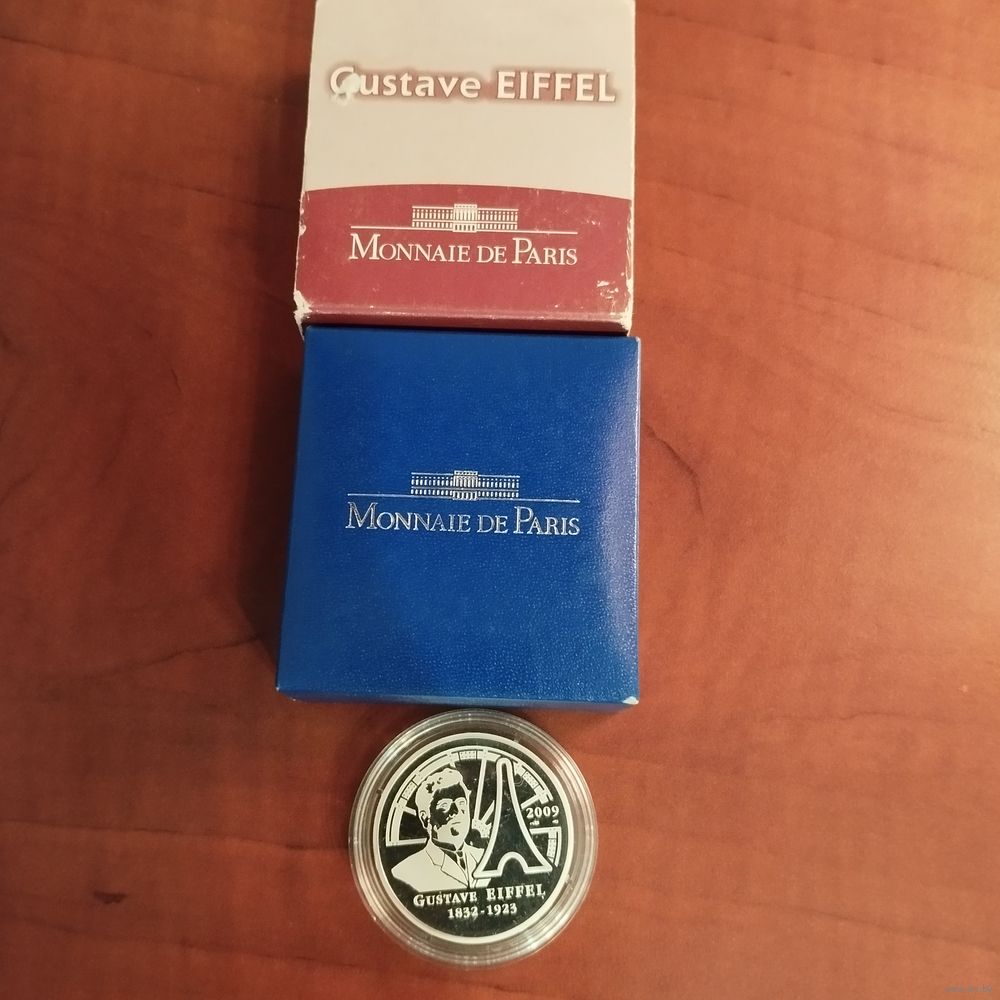 Gustave EIFFEL
MONNAIE DE PARIS
MONNAIE DE PARIS
2009
GUSTAVE EIFFEL
1832-1923